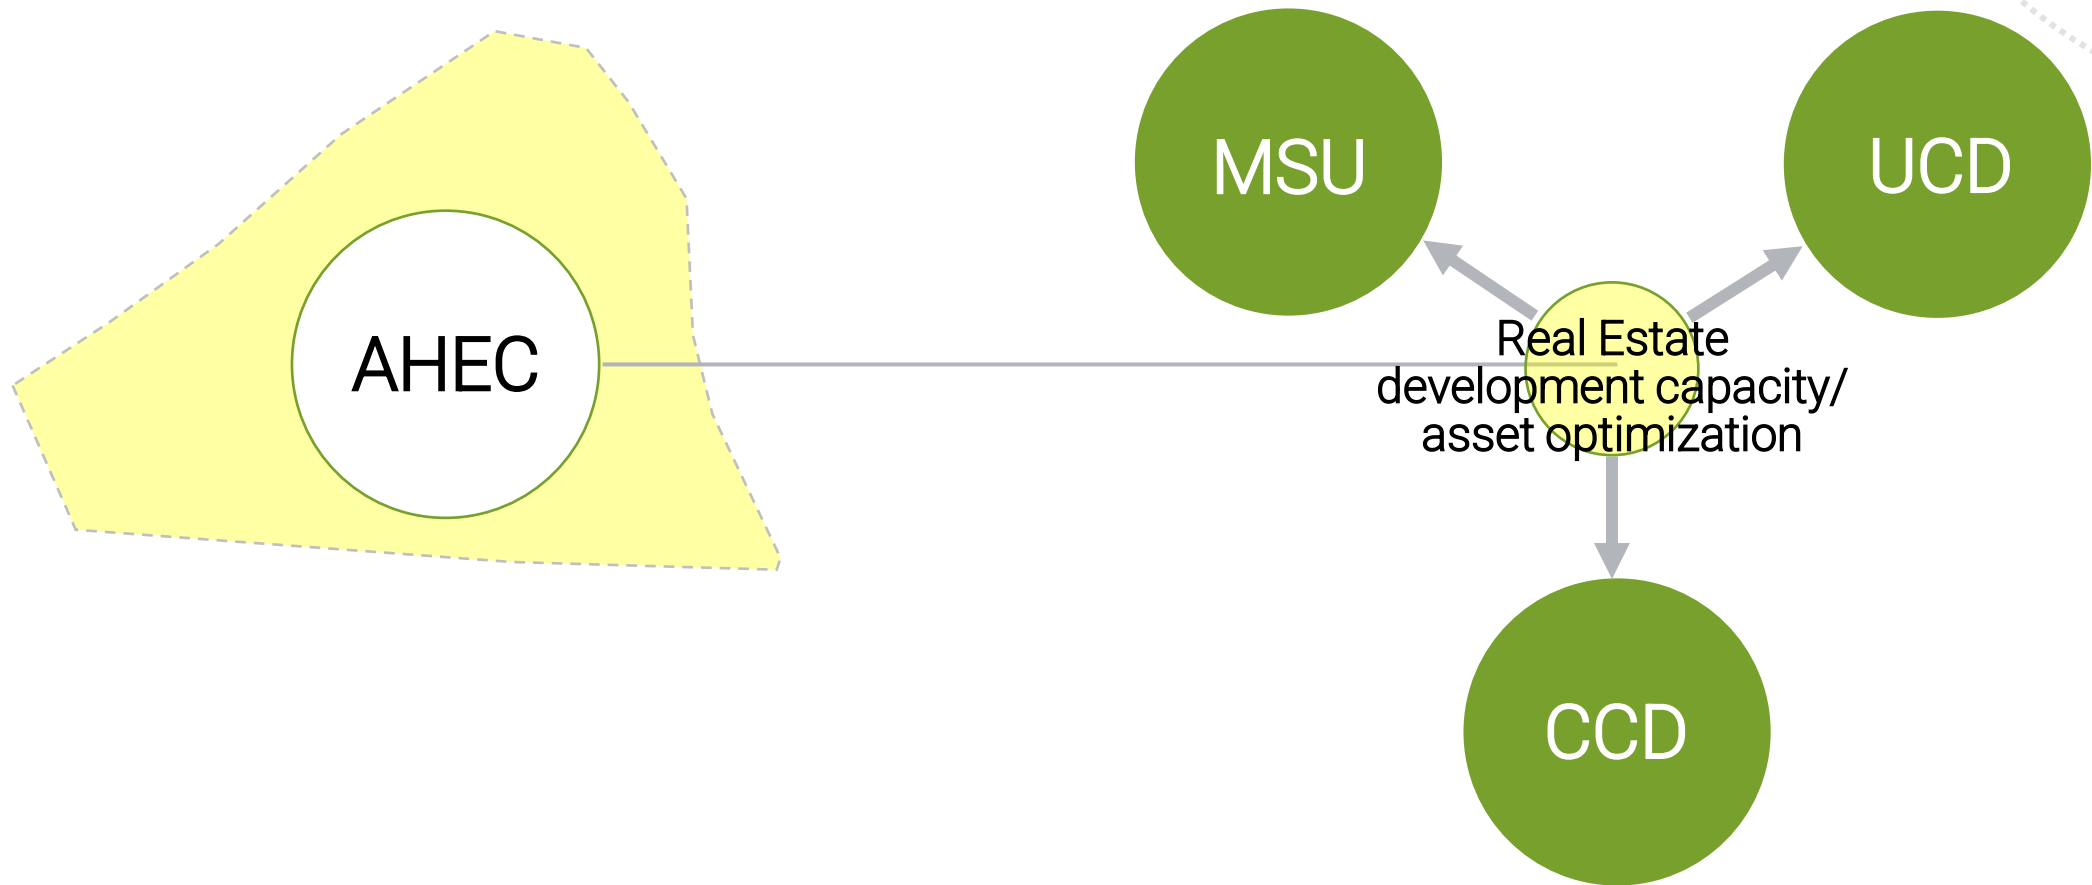 MSU
UCD
AHEC
Real Estate
development capacity/
asset optimization
CCD